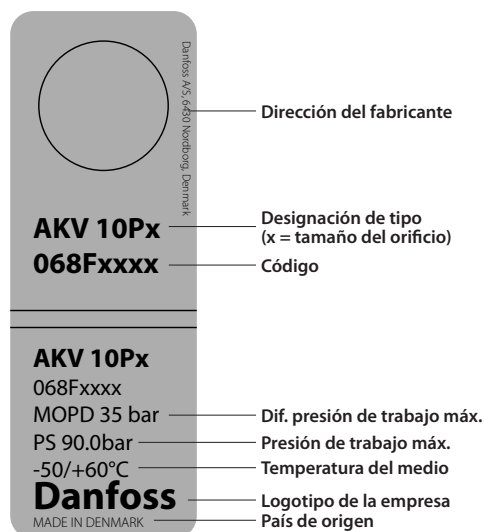 Danfoss A/S, 6430 Nordborg, Denmark
Dirección del fabricante
AKV 10Px
Designación de tipo
(x = tamaño del orificio)
068Fxxxx
Código
AKV 10Px
068Fxxxx
MOPD 35 bar
Dif. presión de trabajo máx.
PS 90.0bar
Presión de trabajo máx.
-50/+60°C
Temperatura del medio
Danfoss
Logotipo de la empresa
MADE IN DENMARK
País de origen